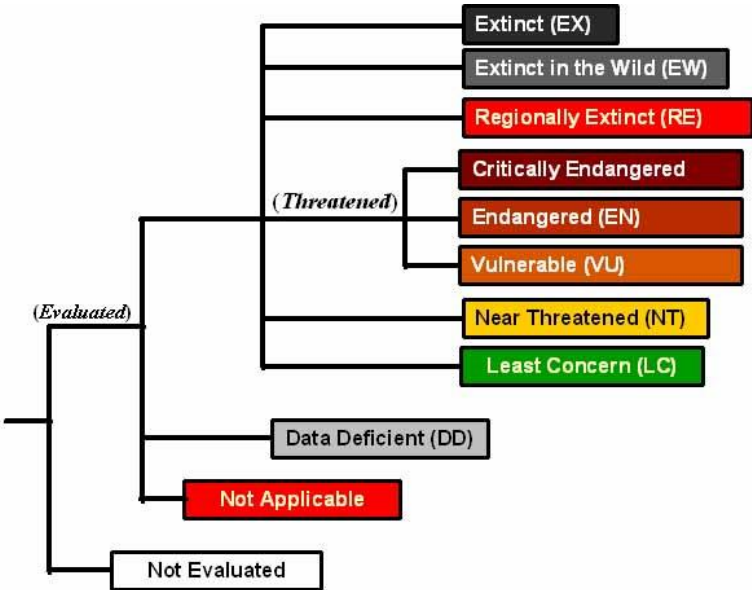 Extinct (EX)
Extinct in the Wild (EW)
Regionally Extinct (RE)
Critically Endangered
(Threatened)
Endangered (EN)
Vulnerable (VU)
(Evaluated)
Near Threatened (NT)
Least Concern (LC)
Data Deficient (DD)
Not Applicable
Not Evaluated